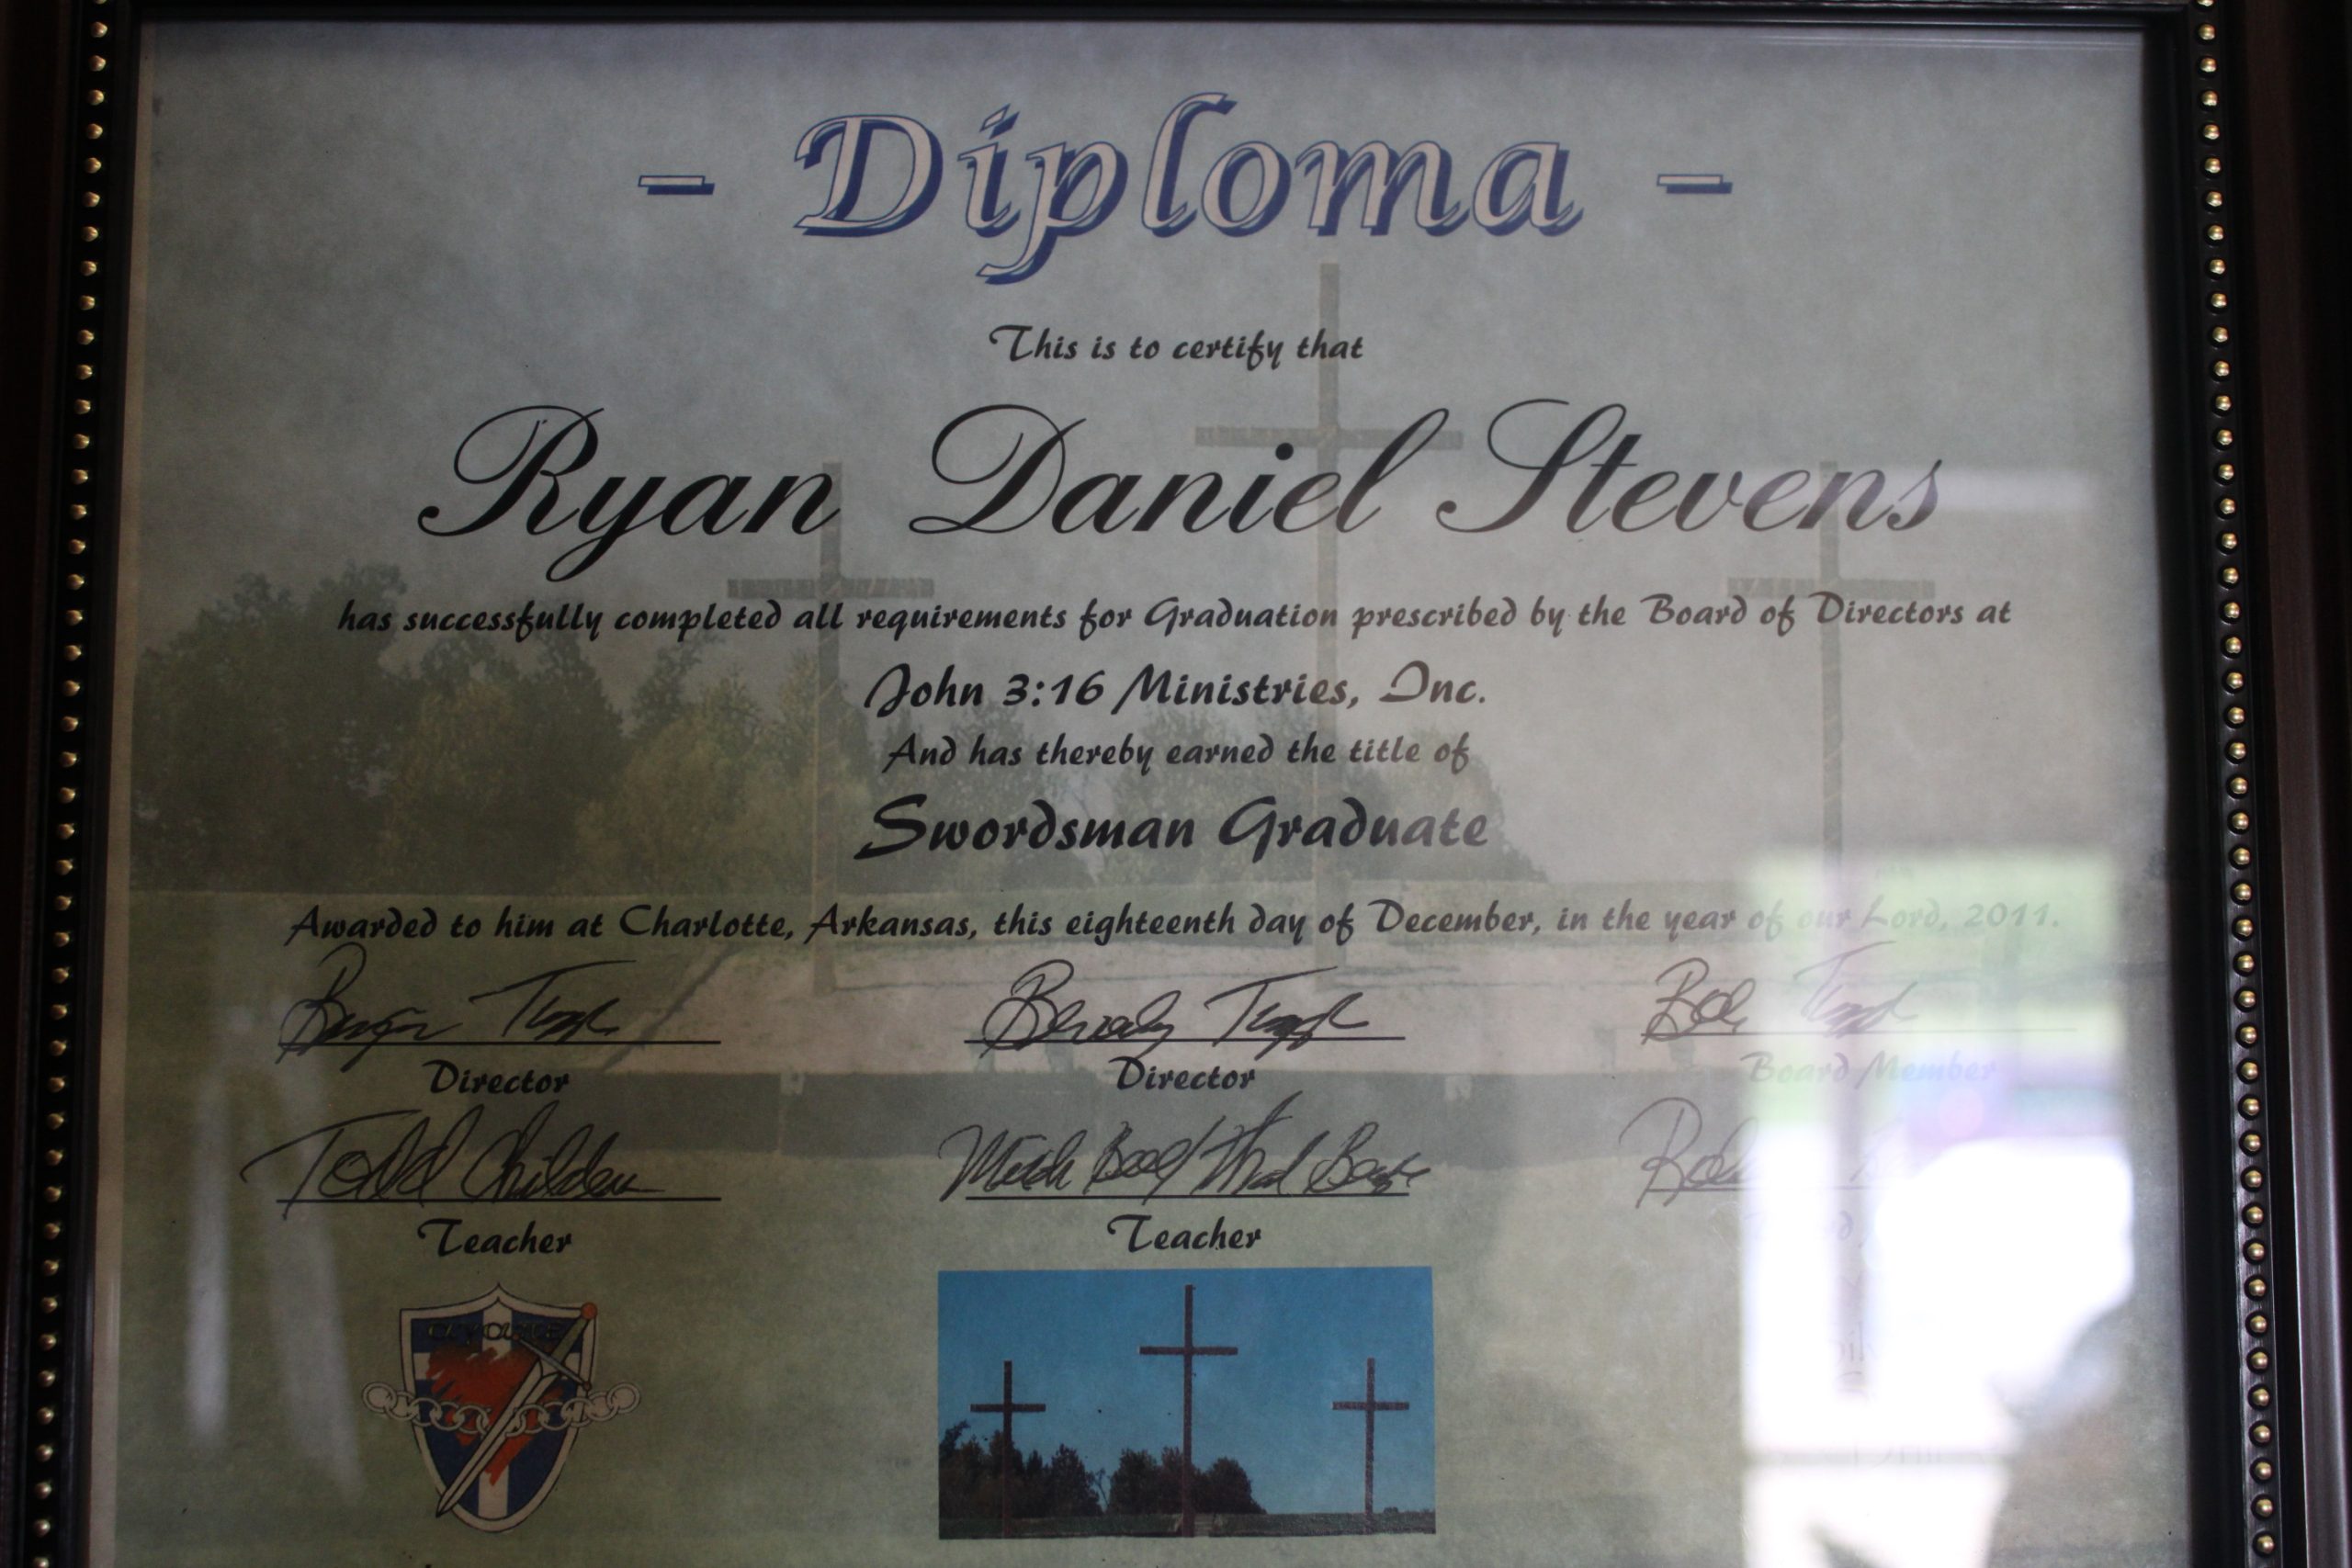 - Diploma -
This is to certify that
Ryan Daniel Stevens
has successfully completed all requirements for Graduation prescribed by the Board of Directors at
John 3:16 Ministries, Inc.
And has thereby earned the title of
Swordsman Graduate
Awarded to him at Charlotte, Arkansas, this eighteenth day of December, in the year of our Lord, 2011.
Beverly
Director Director Board Member
Todd Childers
Teacher Teacher